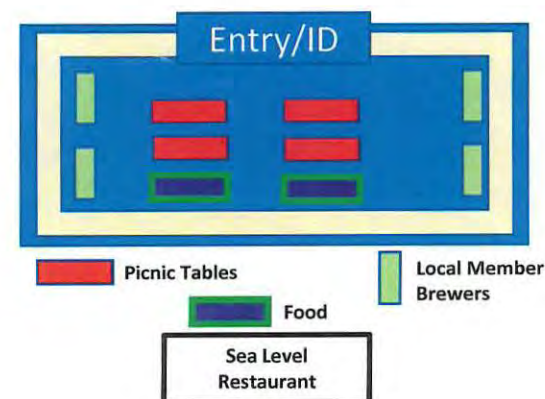 Entry/ID
Picnic Tables
Local Member
Brewers
Food
Sea Level
Restaurant